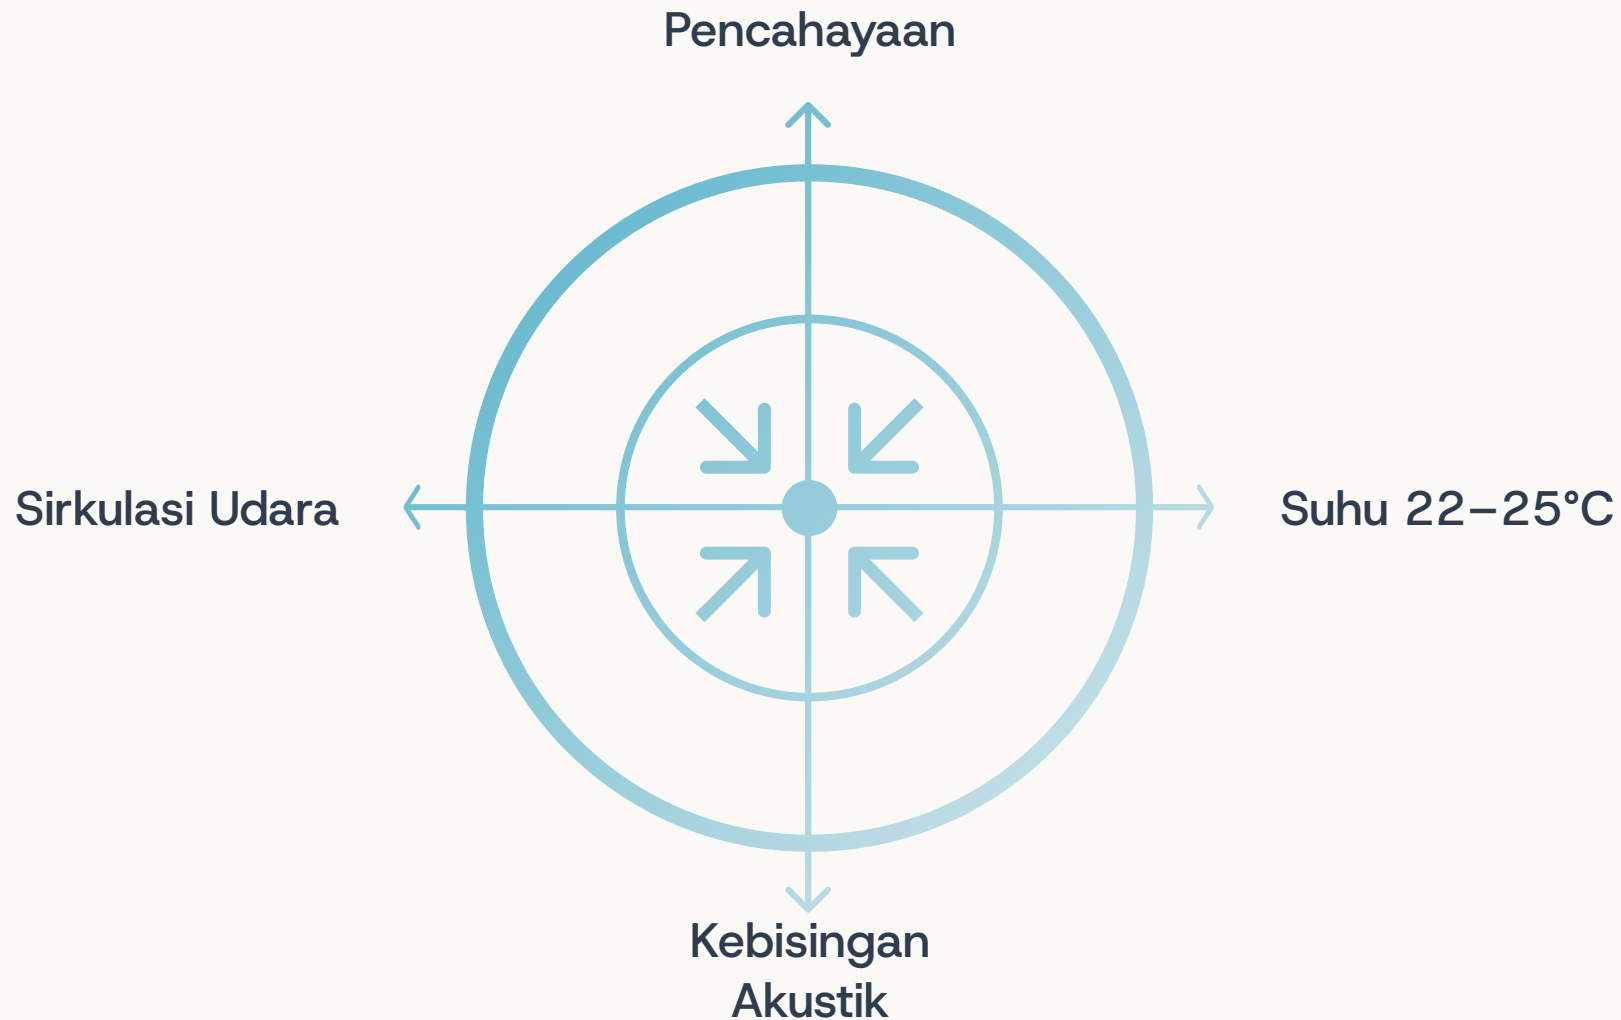 Pencahayaan
Sirkulasi Udara
Suhu 22–25°C
Kebisingan
Akustik